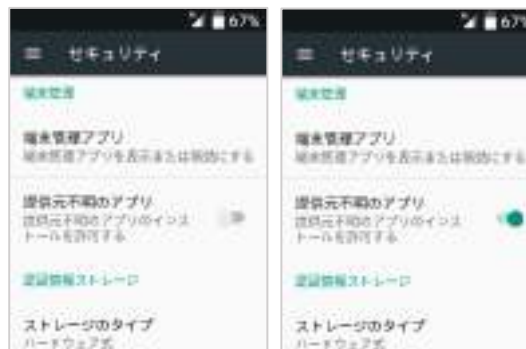 67%
セキュリティ
端末管理
端末管理アプリ
端末管理アプリを表示または無効にする
提供元不明のアプリ
提供元不明のアプリのインス
トールを許可する
認証情報ストレージ
ストレージのタイプ
ハードウェア式
67%
セキュリティ
端末管理
端末管理アプリ
端末管理アプリを表示または無効にする
提供元不明のアプリ
提供元不明のアプリのインス
トールを許可する
認証情報ストレージ
ストレージのタイプ
ハードウェア式